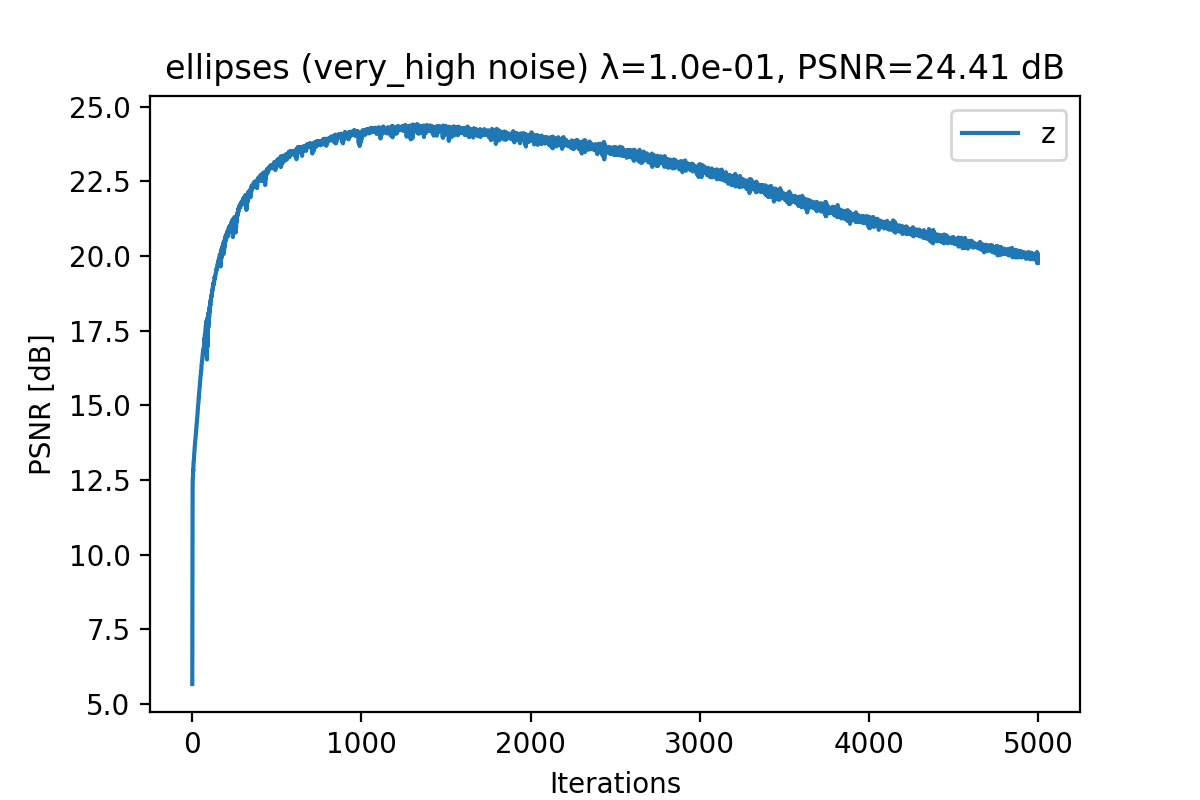 ellipses (very_high noise) λ=1.0e-01, PSNR=24.41 dB
z
PSNR [dB]
25.0
22.5
20.0
17.5
15.0
12.5
10.0
7.5
5.0
0 1000 2000 3000 4000 5000
Iterations